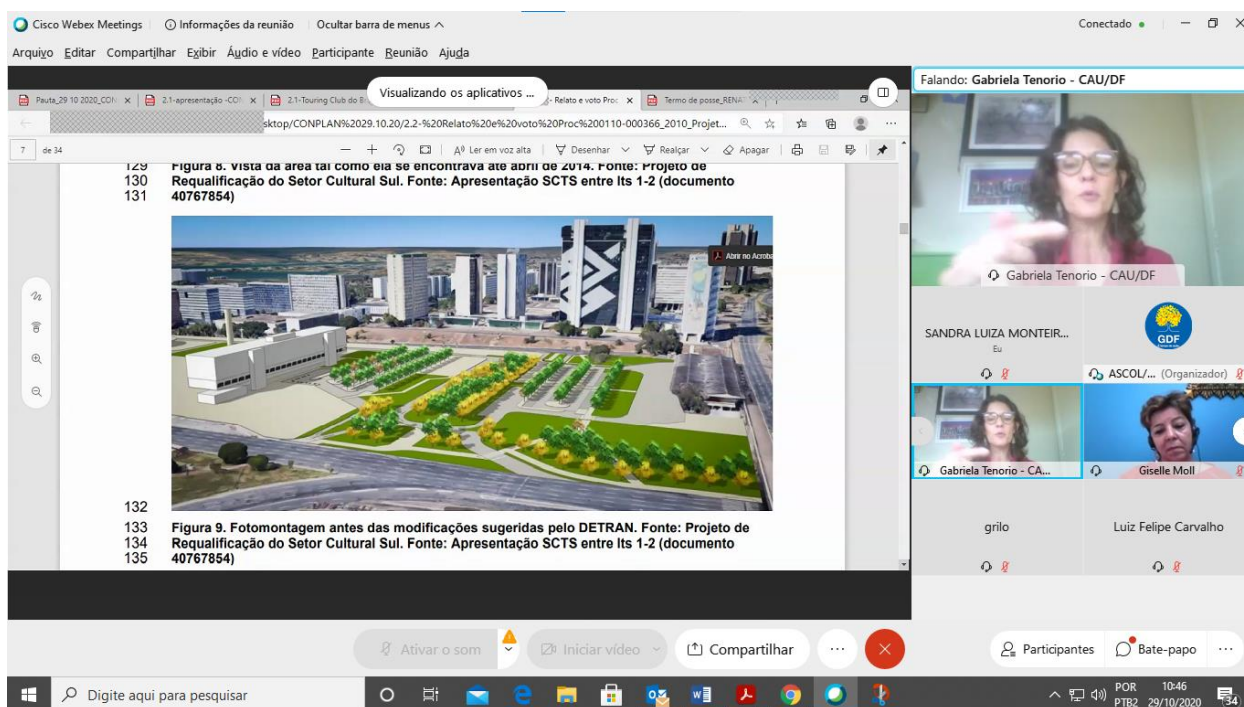 Cisco Webex Meetings
Informações da reunião
Ocultar barra de menus
Conectado
Arquivo Editar Compartilhar Exibir Áudio e vídeo Participante Reunião Ajuda
Visualizando os aplicativos ...
Pauta_29 10 2020_CON
2.1-apresentação -CO
2.1-Touring Club do B
- Relato e voto Proc
Termo de posse_RENA
sktop/CONPLAN%2029.10.20/2.2-%20Relato%20e%20voto%20Proc%200110-000366_2010_Projet...
7 de 34
Ler em voz alta
Desenhar
Realçar
Apagar
129 Figura 8. Vista da área tal como ela se encontrava até abril de 2014. Fonte: Projeto de
130 Requalificação do Setor Cultural Sul. Fonte: Apresentação SCTS entre lts 1-2 (documento
131 40767854)
Abrir no Acroba
132
133 Figura 9. Fotomontagem antes das modificações sugeridas pelo DETRAN. Fonte: Projeto de
134 Requalificação do Setor Cultural Sul. Fonte: Apresentação SCTS entre lts 1-2 (documento
135 40767854)
Falando: Gabriela Tenorio - CAU/DF
Gabriela Tenorio - CAU/DF
SANDRA LUIZA MONTEIR...
Eu
GDF
ASCOL/... (Organizador)
Gabriela Tenorio - CA...
Giselle Moll
grilo
Luiz Felipe Carvalho
Ativar o som
Iniciar vídeo
Compartilhar
Participantes
Bate-papo
Digite aqui para pesquisar
POR
PTB2
10:46
29/10/2020
34